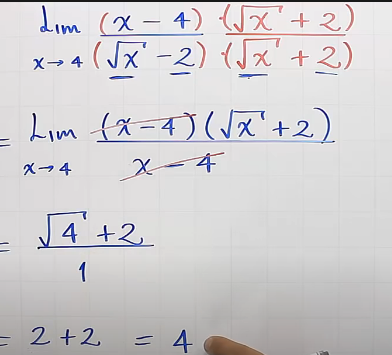 Lim (x - 4) · (√x + 2)
x→4 (√x - 2) (√x + 2)
= Lim (x - 4) (√x + 2)
x→4 x - 4
= √4 + 2
1
= 2 + 2 = 4